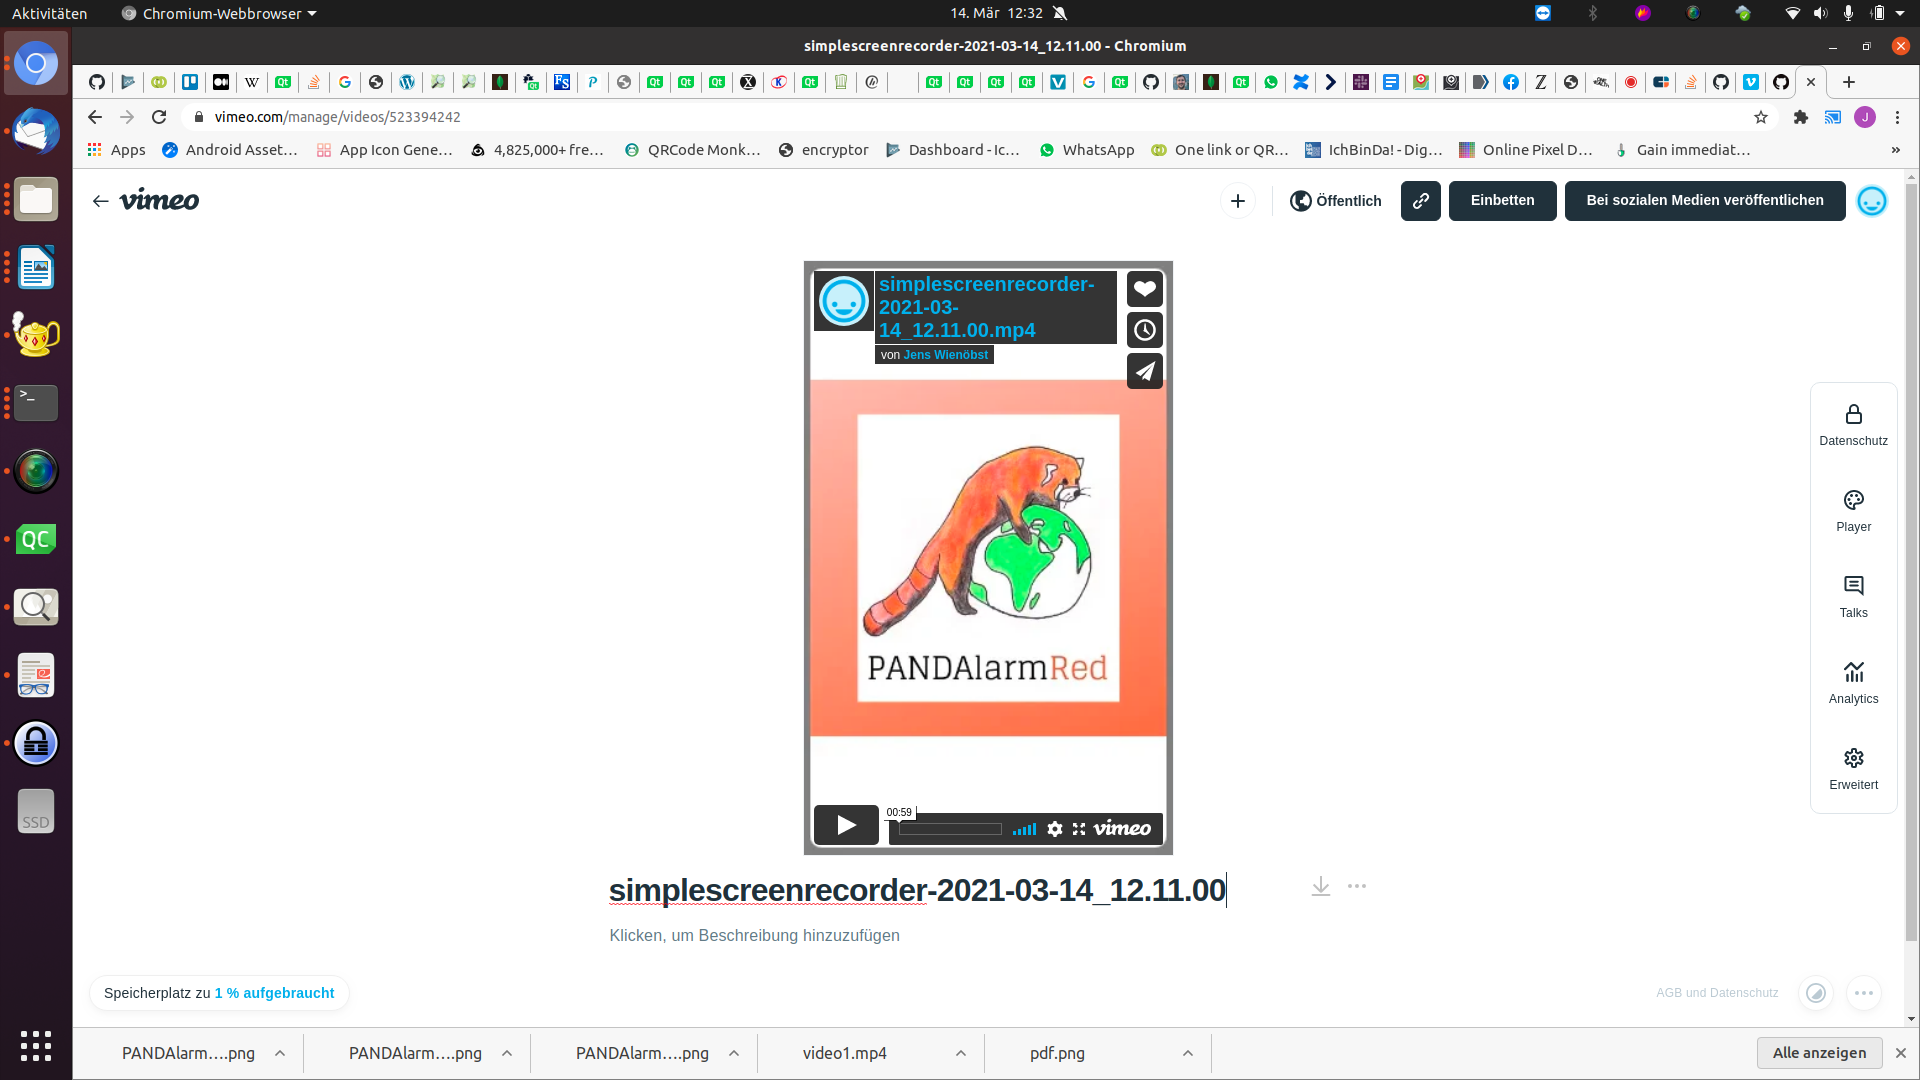 Aktivitäten
Chromium-Webbrowser
14. Mär 12:32
simplescreenrecorder-2021-03-14_12.11.00 - Chromium
vimeo.com/manage/videos/523394242
J
Apps
Android Asset…
App Icon Gene…
4,825,000+ fre…
QRCode Monk…
encryptor
Dashboard - Ic…
WhatsApp
One link or QR…
IchBinDa! - Dig…
Online Pixel D…
Gain immediat…
»
vimeo
Öffentlich
Einbetten
Bei sozialen Medien veröffentlichen
simplescreenrecorder-
2021-03-
14_12.11.00.mp4
von Jens Wienöbst
PANDAlarmRed
00:59
vimeo
Datenschutz
Player
Talks
Analytics
Erweitert
QC
SSD
simplescreenrecorder-2021-03-14_12.11.00
Klicken, um Beschreibung hinzuzufügen
Speicherplatz zu 1 % aufgebraucht
AGB und Datenschutz
PANDAlarm….png
PANDAlarm….png
PANDAlarm….png
video1.mp4
pdf.png
Alle anzeigen